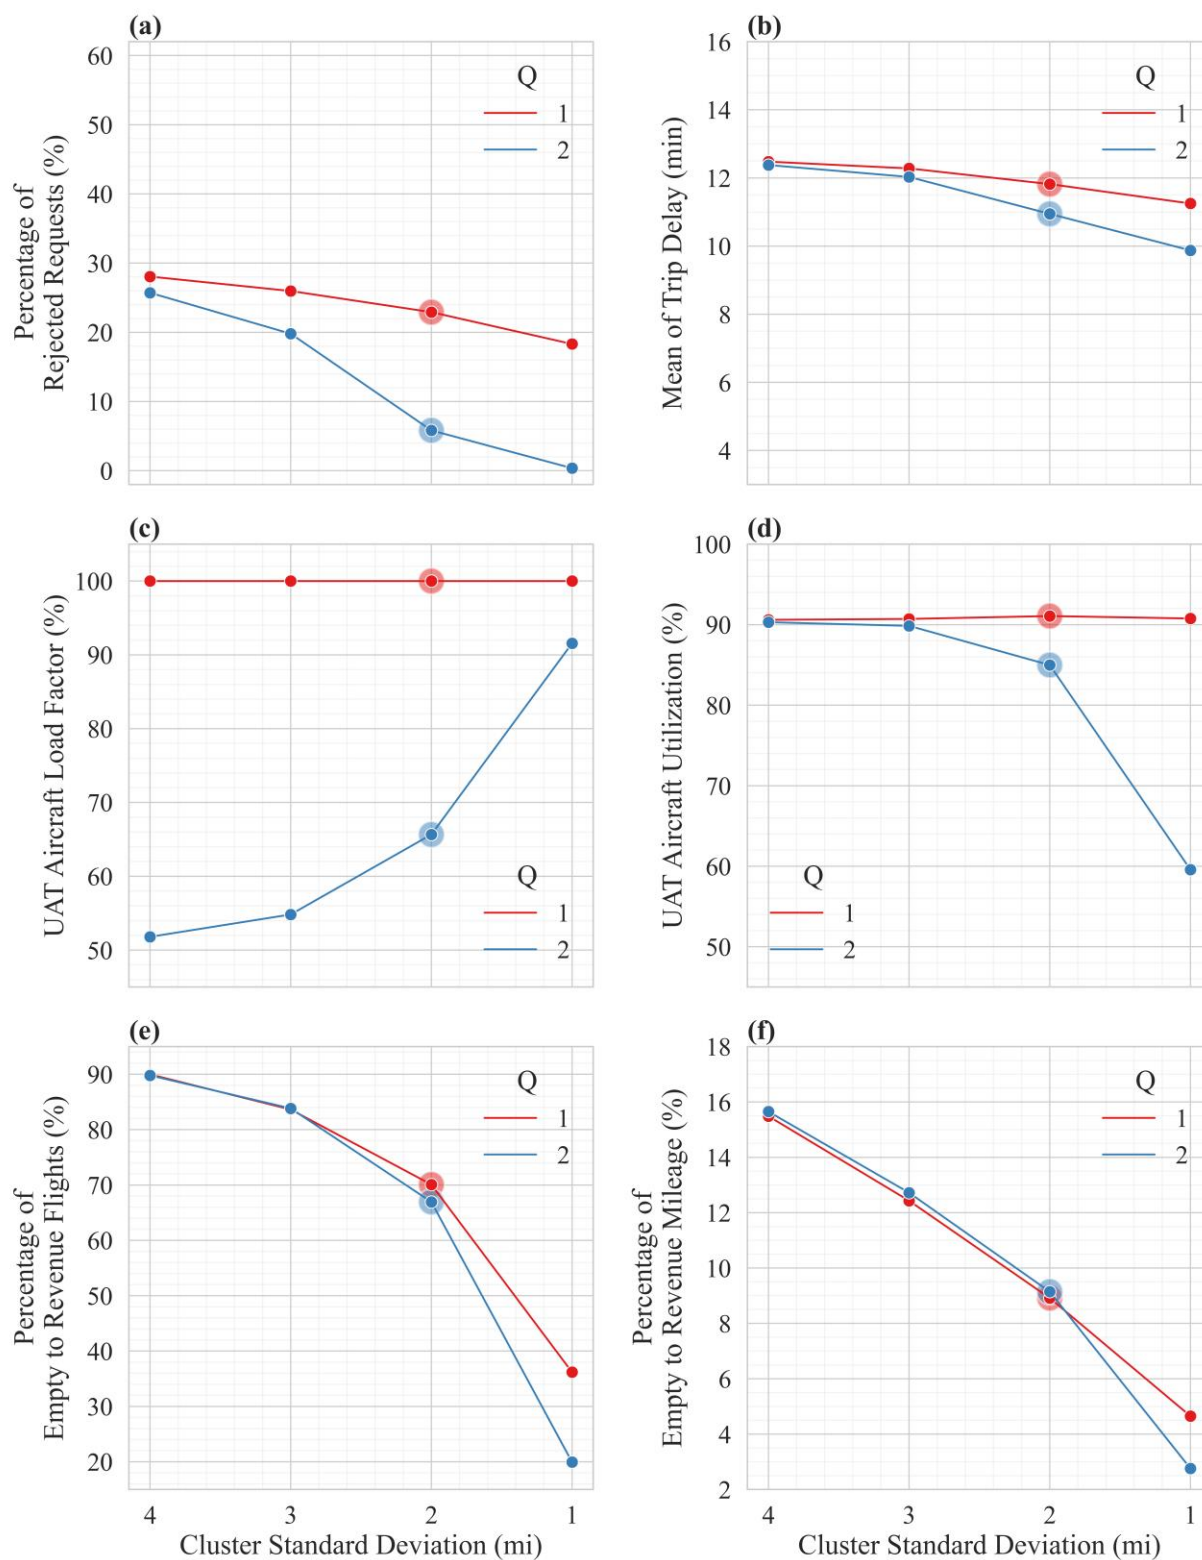 (a)
60
50
40
30
20
10
0
Percentage of
Rejected Requests (%)
Q
1
2
(b)
16
14
12
10
8
6
4
Mean of Trip Delay (min)
Q
1
2
(c)
100
90
80
70
60
50
UAT Aircraft Load Factor (%)
Q
1
2
(d)
100
90
80
70
60
50
UAT Aircraft Utilization (%)
Q
1
2
(e)
90
80
70
60
50
40
30
20
Percentage of
Empty to Revenue Flights (%)
Q
1
2
4 3 2 1
Cluster Standard Deviation (mi)
(f)
18
16
14
12
10
8
6
4
2
Percentage of
Empty to Revenue Mileage (%)
Q
1
2
4 3 2 1
Cluster Standard Deviation (mi)